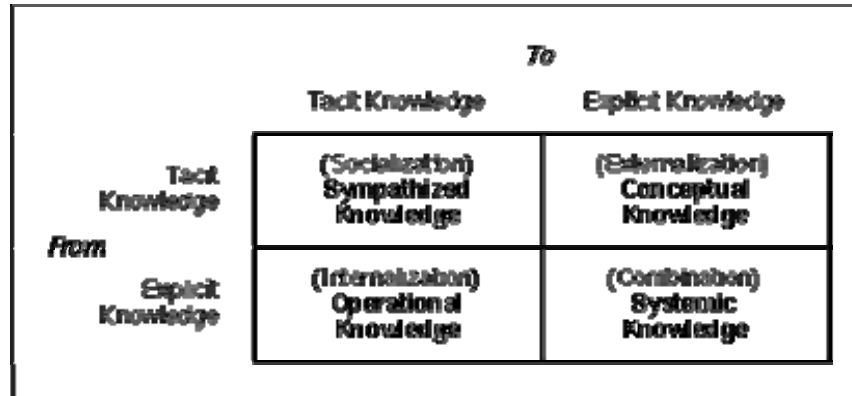 To
Tacit Knowledge Explicit Knowledge
Tacit
Knowledge
(Socialization)
Sympathized
Knowledge
(Externalization)
Conceptual
Knowledge
From
Explicit
Knowledge
(Internalization)
Operational
Knowledge
(Combination)
Systemic
Knowledge